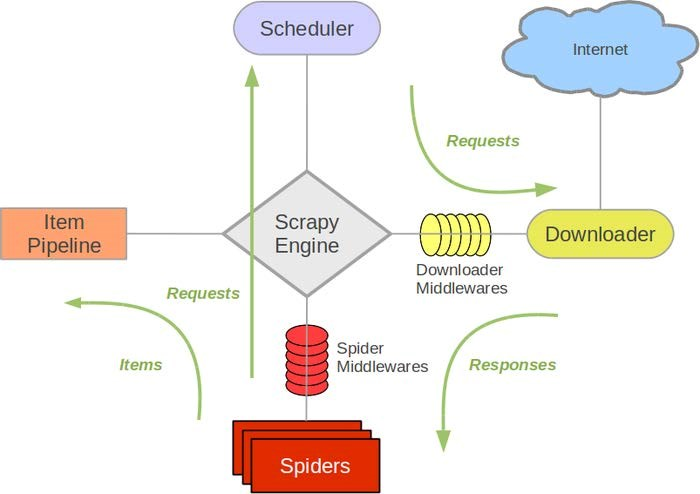 Scheduler
Internet
Requests
Item
Pipeline
Scrapy
Engine
Downloader
Downloader
Middlewares
Requests
Spider
Middlewares
Items
Responses
Spiders